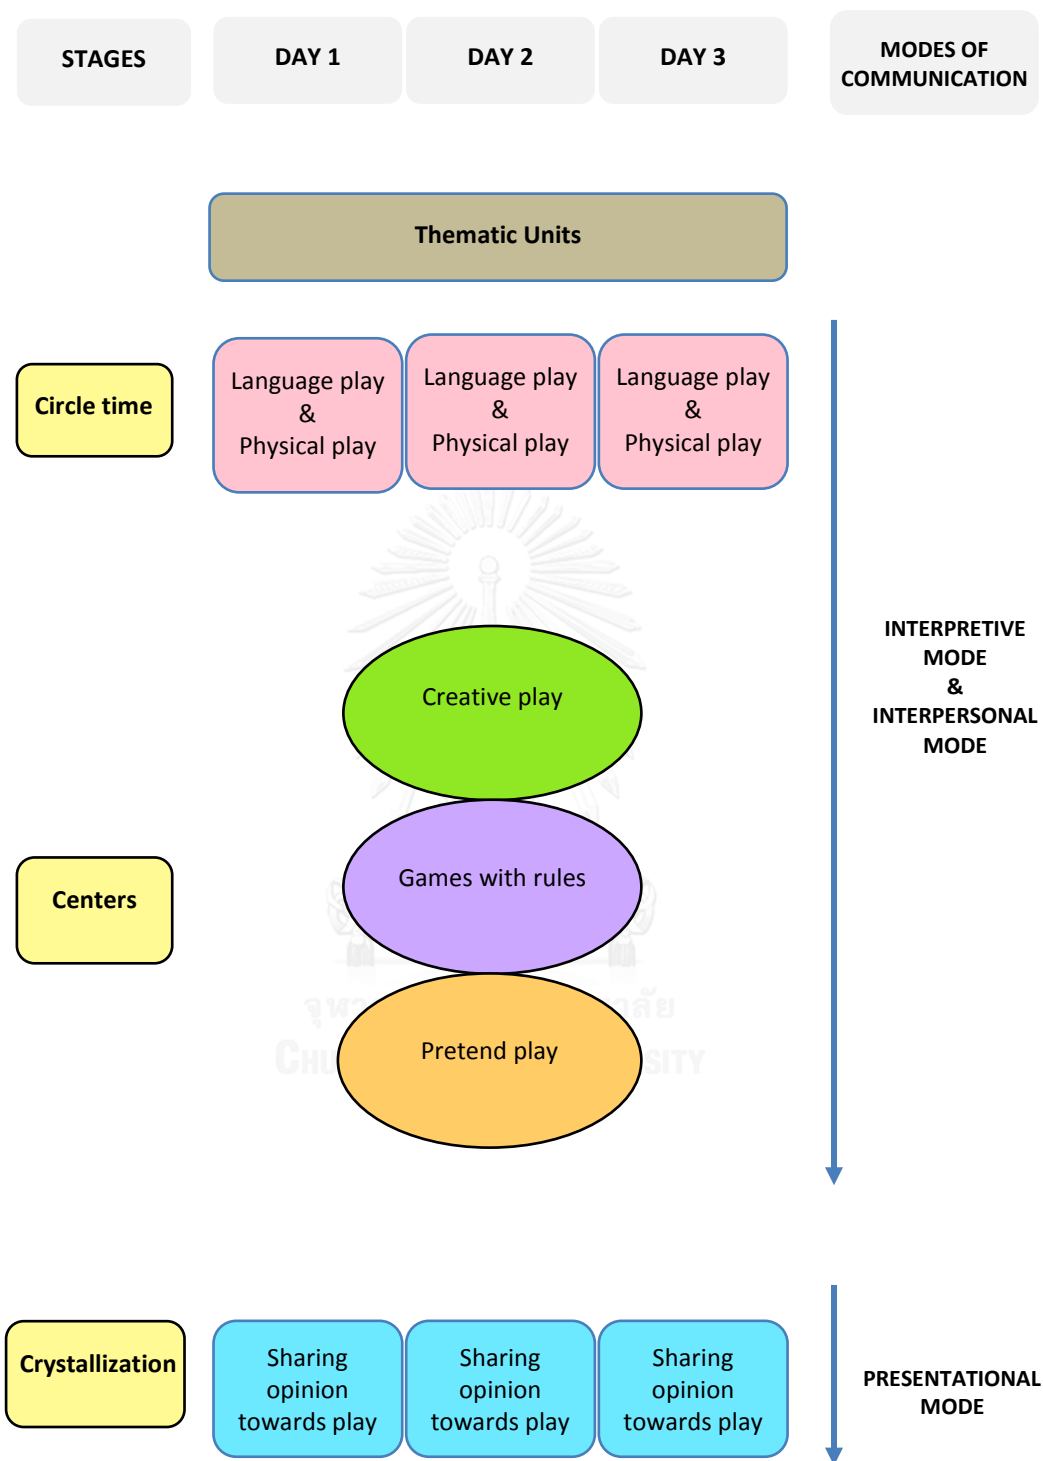 STAGES
DAY 1
DAY 2
DAY 3
MODES OF
COMMUNICATION
Thematic Units
Circle time
Language play
&
Physical play
Language play
&
Physical play
Language play
&
Physical play
Creative play
INTERPRETIVE
MODE
&
INTERPERSONAL
MODE
Centers
Games with rules
Pretend play
Crystallization
Sharing
opinion
towards play
Sharing
opinion
towards play
Sharing
opinion
towards play
PRESENTATIONAL
MODE